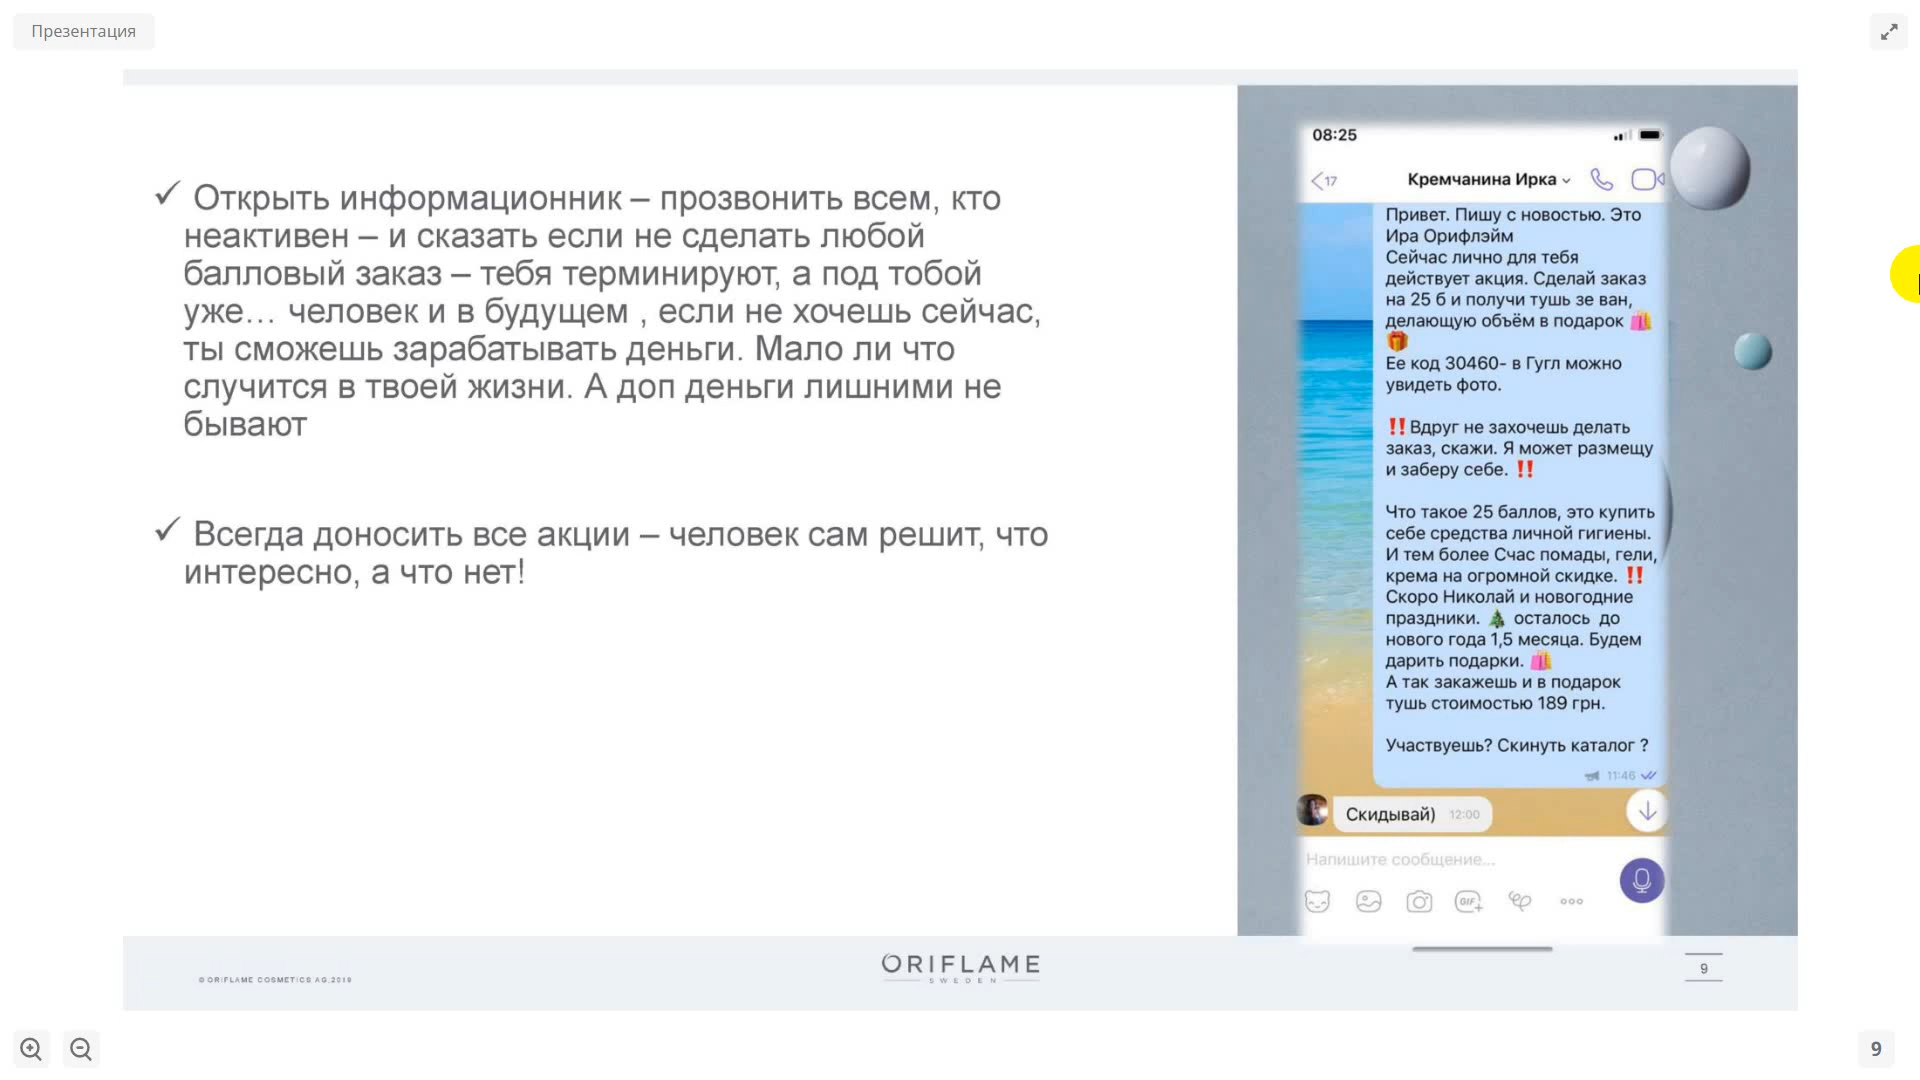 Презентация
✓ Открыть информационник – прозвонить всем, кто
неактивен – и сказать если не сделать любой
балловый заказ – тебя терминируют, а под тобой
уже… человек и в будущем , если не хочешь сейчас,
ты сможешь зарабатывать деньги. Мало ли что
случится в твоей жизни. А доп деньги лишними не
бывают
✓ Всегда доносить все акции – человек сам решит, что
интересно, а что нет!
08:25
17
Кремчанина Ирка
Привет. Пишу с новостью. Это
Ира Орифлэйм
Сейчас лично для тебя
действует акция. Сделай заказ
на 25 б и получи тушь зе ван,
делающую объём в подарок 🛍️
🎁
Ее код 30460- в Гугл можно
увидеть фото.
‼️Вдруг не захочешь делать
заказ, скажи. Я может размещу
и заберу себе. ‼️
Что такое 25 баллов, это купить
себе средства личной гигиены.
И тем более Счас помады, гели,
крема на огромной скидке. ‼️
Скоро Николай и новогодние
праздники. 🎄 осталось до
нового года 1,5 месяца. Будем
дарить подарки. 🛍️
А так закажешь и в подарок
тушь стоимостью 189 грн.
Участвуешь? Скинуть каталог ?
11:46
Скидывай) 12:00
Напишите сообщение...
GIF
© ORIFLAME COSMETICS AG,2019
ORIFLAME
SWEDEN
9
9